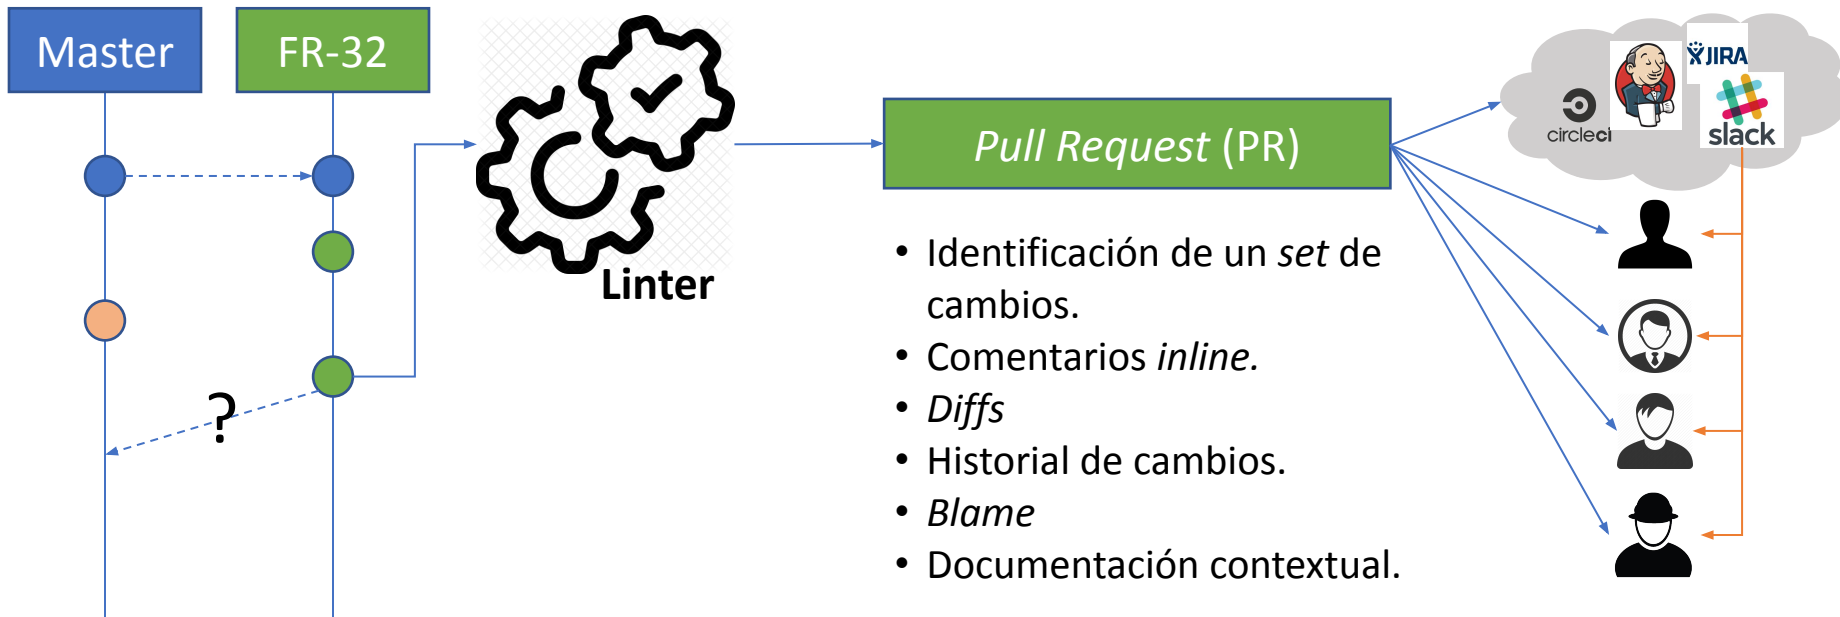 Master
FR-32
Linter
?
Pull Request (PR)
• Identificación de un set de
cambios.
• Comentarios inline.
• Diffs
• Historial de cambios.
• Blame
• Documentación contextual.
circleci
JIRA
slack